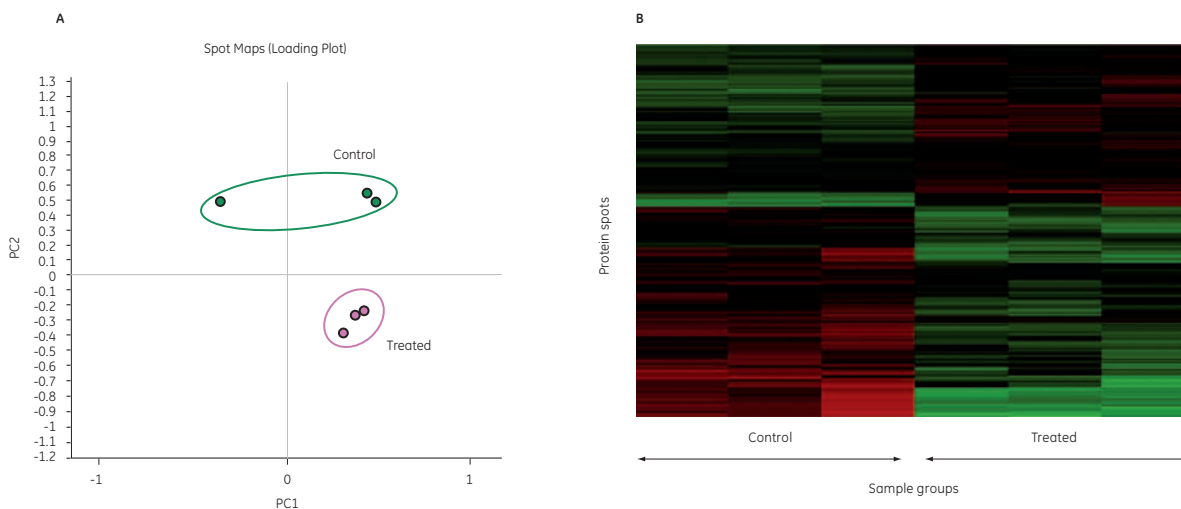 A
Spot Maps (Loading Plot)
1.3
1.2
1.1
1
0.9
0.8
0.7
0.6
0.5
0.4
0.3
0.2
0.1
0
-0.1
-0.2
-0.3
-0.4
-0.5
-0.6
-0.7
-0.8
-0.9
-1
-1.1
-1.2
PC2
Control
Treated
-1 0 1
PC1
B
Protein spots
Control Treated
Sample groups